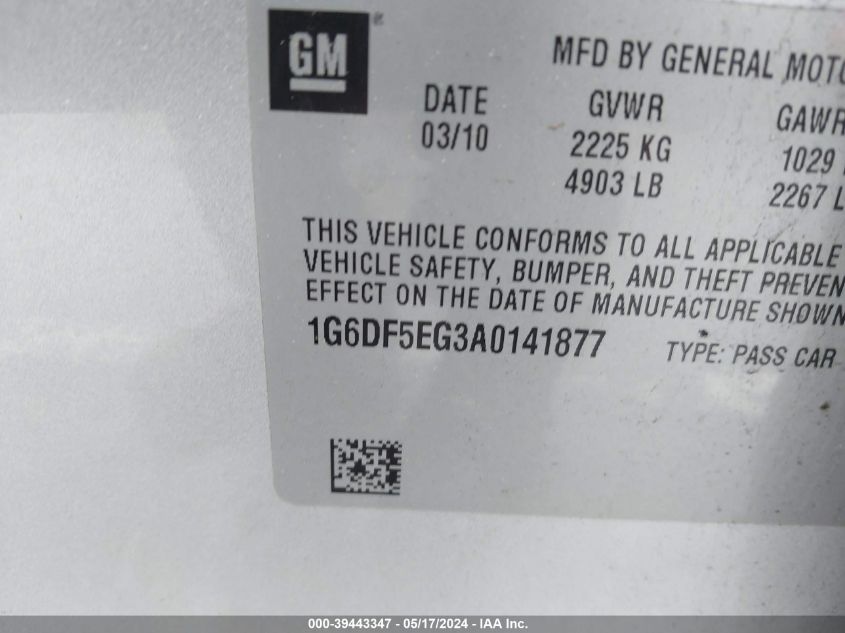 GM
MFD BY GENERAL
DATE GVWR GAWR
03/10 2225 KG 1029
4903 LB 2267
THIS VEHICLE CONFORMS TO ALL APPLICABLE
VEHICLE SAFETY, BUMPER, AND THEFT
EFFECT ON THE DATE OF MANUFACTURE SHOWN
1G6DF5EG3A0141877 TYPE: PASS CAR
000-39443347 - 05/17/2024 - IAA Inc.